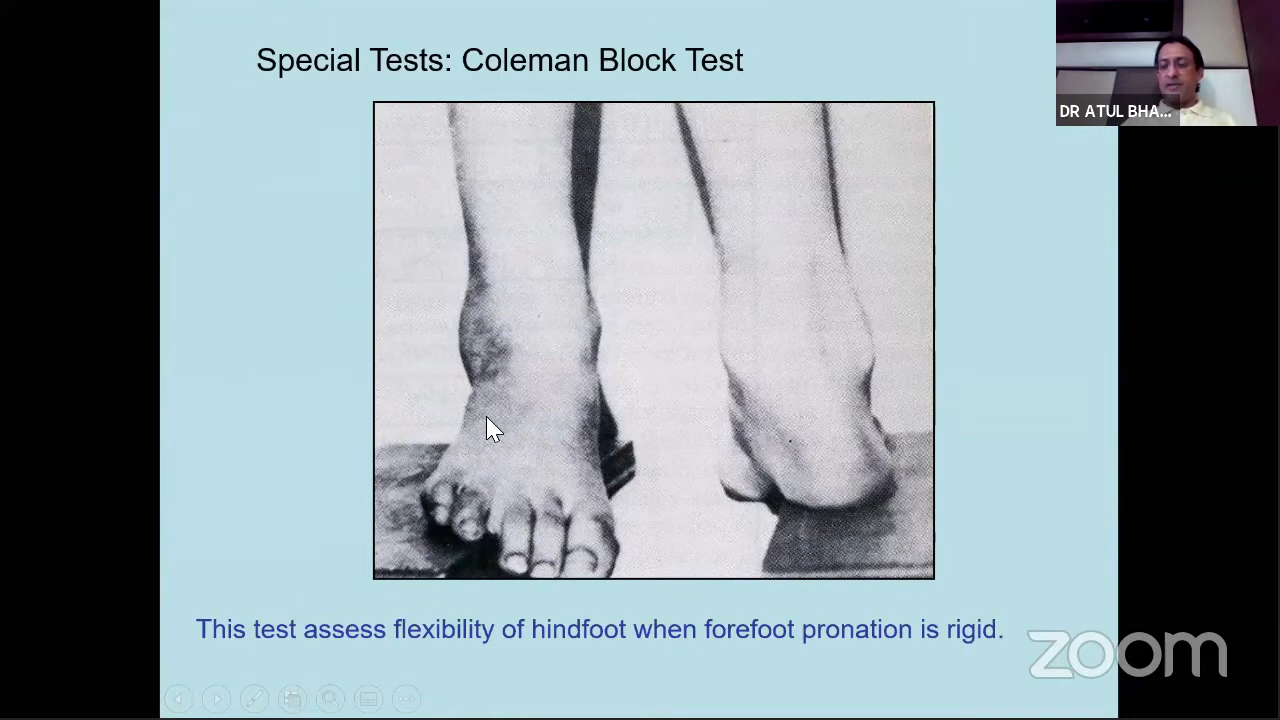 Special Tests: Coleman Block Test
DR ATUL BHA...
This test assess flexibility of hindfoot when forefoot pronation is rigid.
zoom